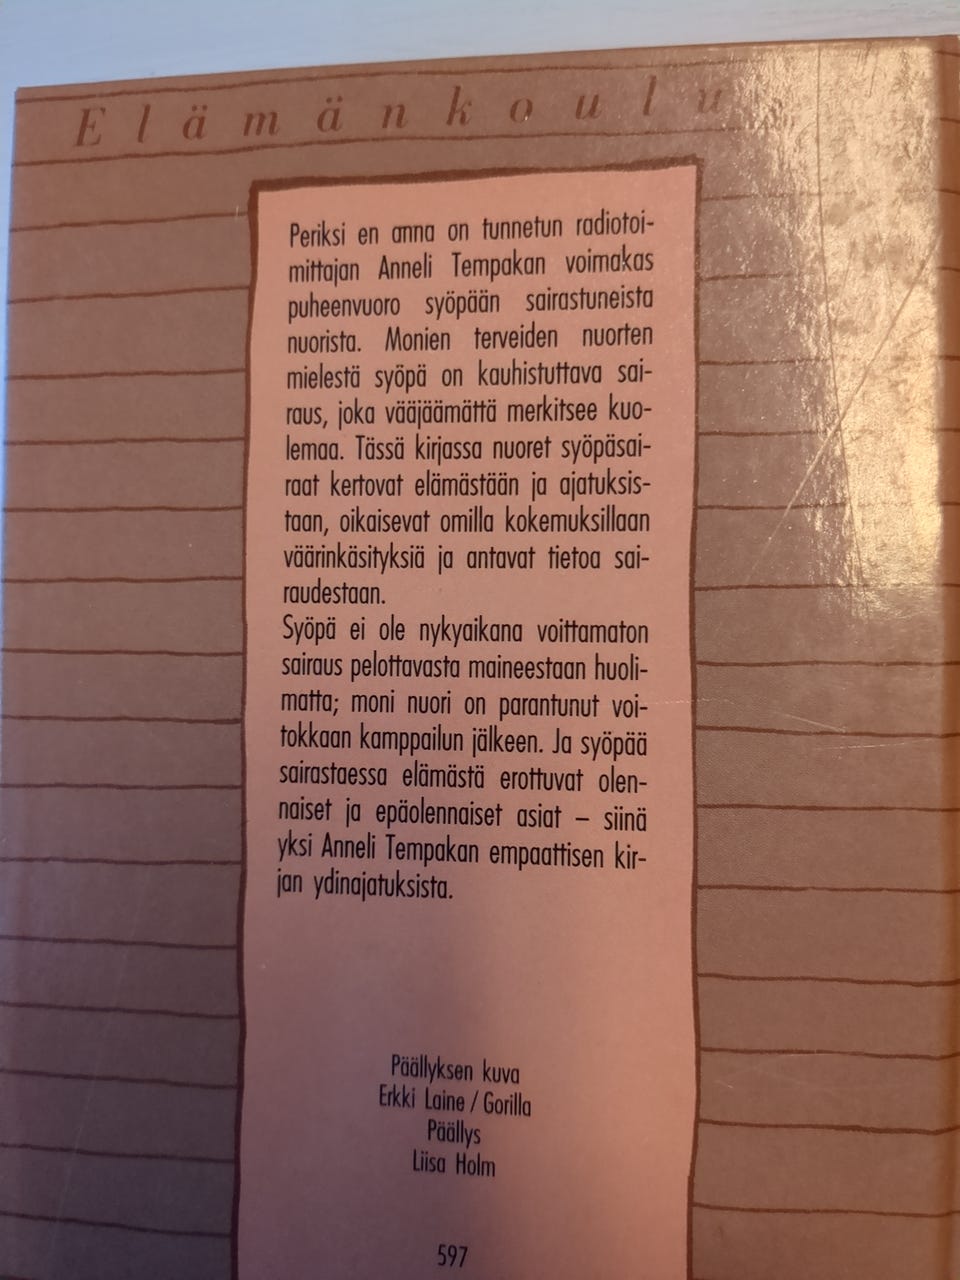 Elämänkoulu
Periksi en anna on tunnetun radiotoi-
mittajan Anneli Tempakan voimakas
puheenvuoro syöpään sairastuneista
nuorista. Monien terveiden nuorten
mielestä syöpä on kauhistuttava sai-
raus, joka vääjäämättä merkitsee kuo-
lemaa. Tässä kirjassa nuoret syöpäsai-
raat kertovat elämästään ja ajatuksis-
taan, oikaisevat omilla kokemuksillaan
väärinkäsityksiä ja antavat tietoa sai-
raudestaan.
Syöpä ei ole nykyaikana voittamaton
sairaus pelottavasta maineestaan huoli-
matta; moni nuori on parantunut voi-
tokkaan kamppailun jälkeen. Ja syöpää
sairastaessa elämästä erottuvat olen-
naiset ja epäolennaiset asiat – siinä
yksi Anneli Tempakan empaattisen kir-
jan ydinajatuksista.
Päällyksen kuva
Erkki Laine / Gorilla
Päällys
Liisa Holm
597